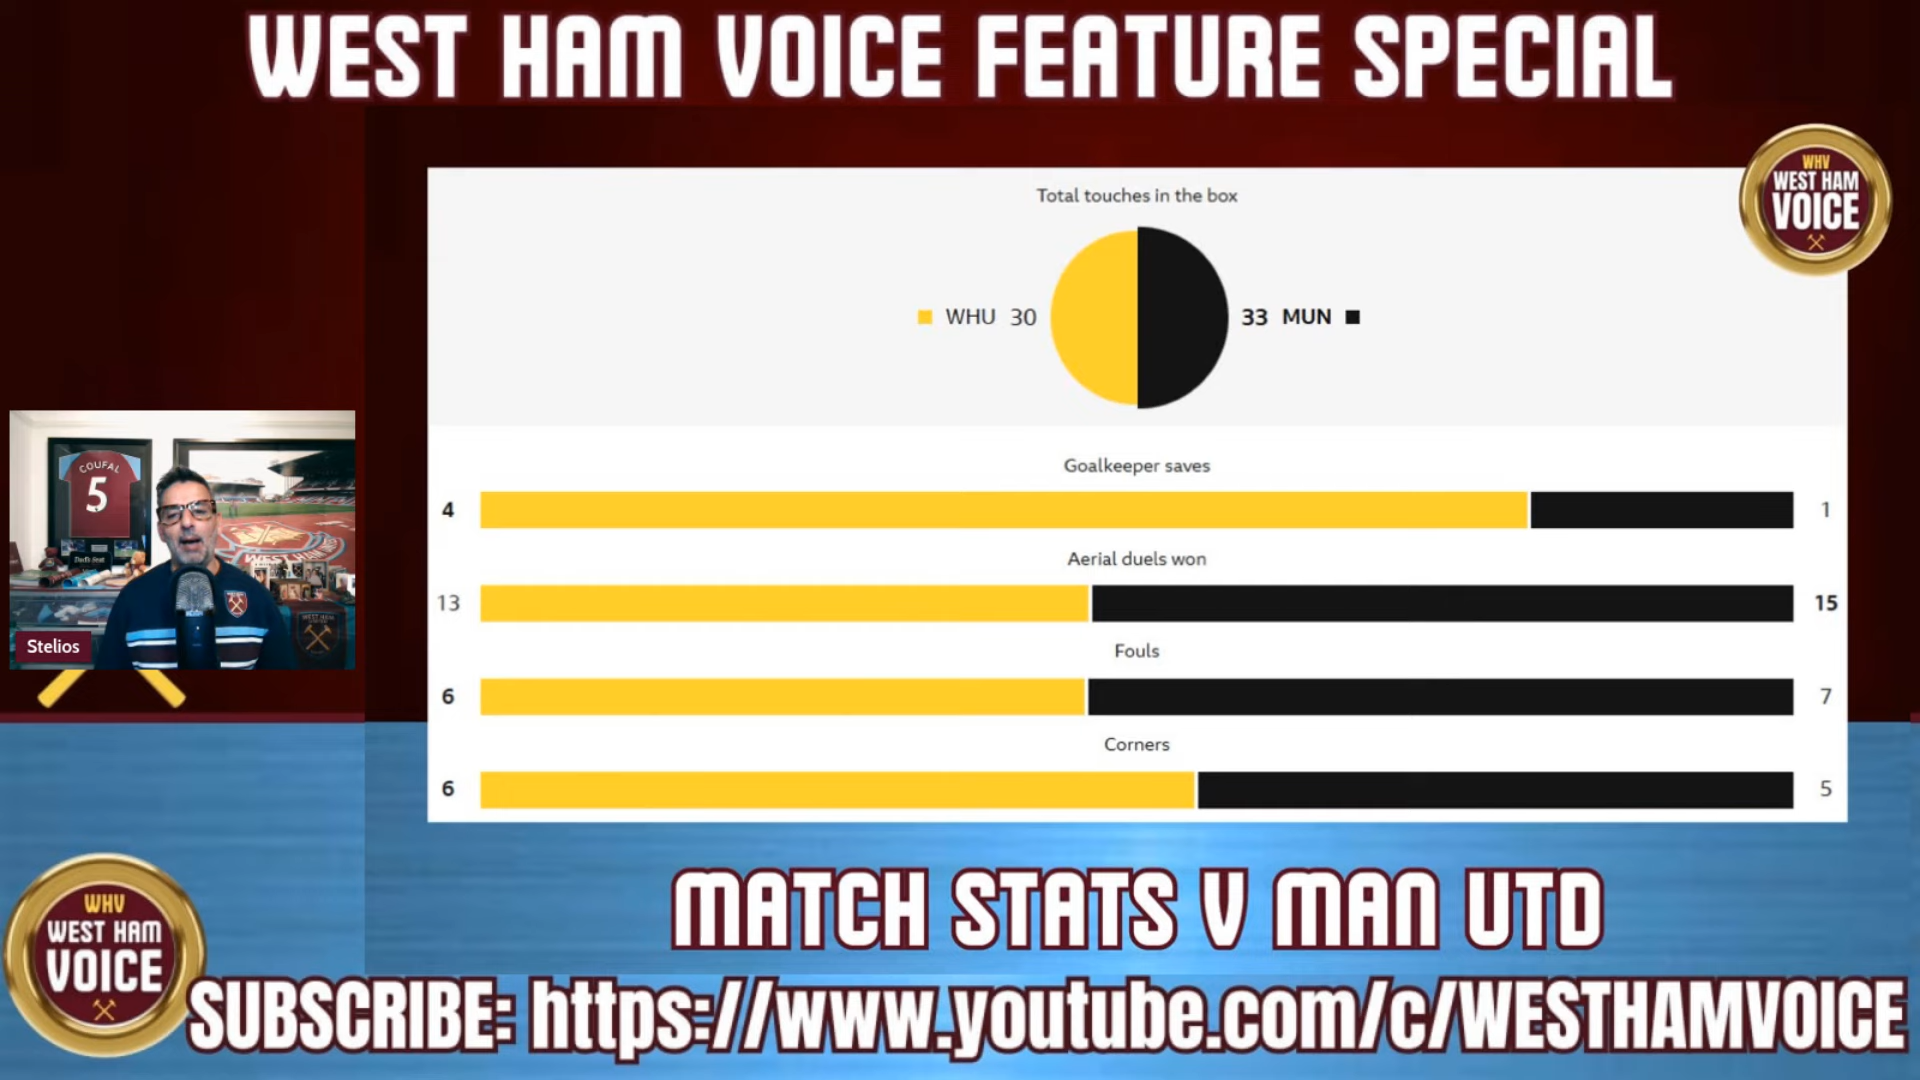 WEST HAM VOICE FEATURE SPECIAL
WHV
WEST HAM
VOICE
Total touches in the box
WHU 30
33 MUN
Goalkeeper saves
4
1
Aerial duels won
13
15
Fouls
6
7
Corners
6
5
COUFAL
5
WEST HAM
Stelios
MATCH STATS V MAN UTD
WHV
WEST HAM
VOICE
SUBSCRIBE: https://www.youtube.com/c/WESTHAMVOICE